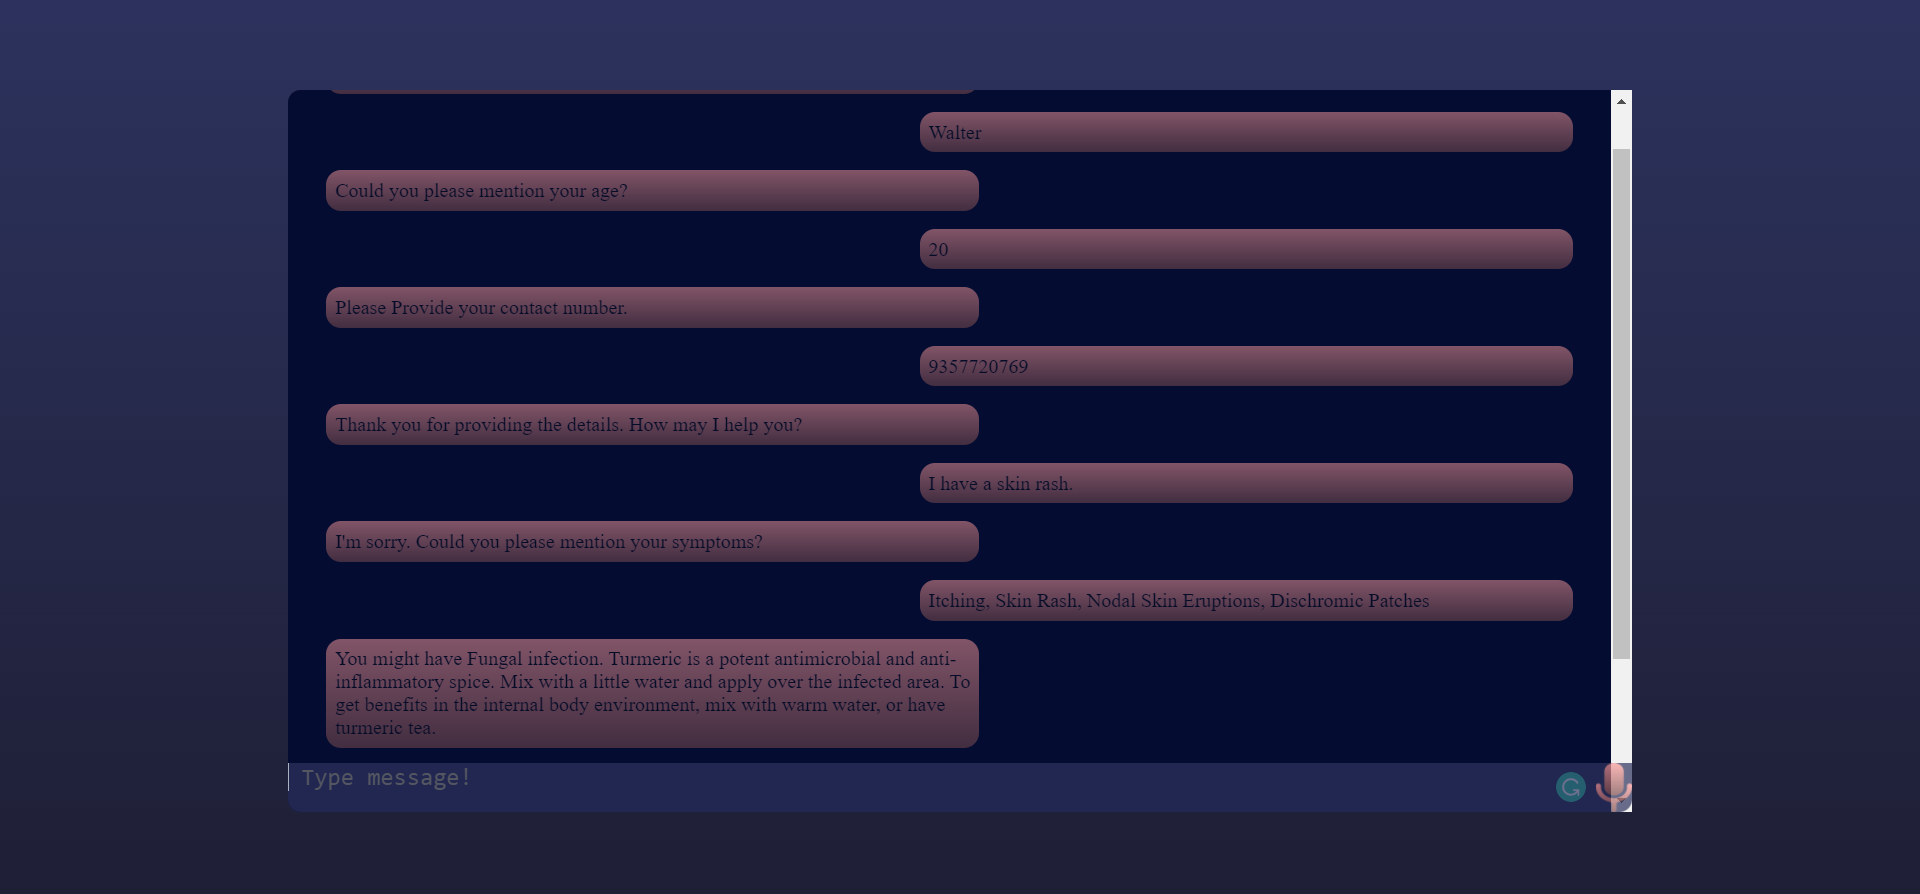 Walter
Could you please mention your age?
20
Please Provide your contact number.
9357720769
Thank you for providing the details. How may I help you?
I have a skin rash.
I'm sorry. Could you please mention your symptoms?
Itching, Skin Rash, Nodal Skin Eruptions, Dischromic Patches
You might have Fungal infection. Turmeric is a potent antimicrobial and anti-
inflammatory spice. Mix with a little water and apply over the infected area. To
get benefits in the internal body environment, mix with warm water, or have
turmeric tea.
Type message!